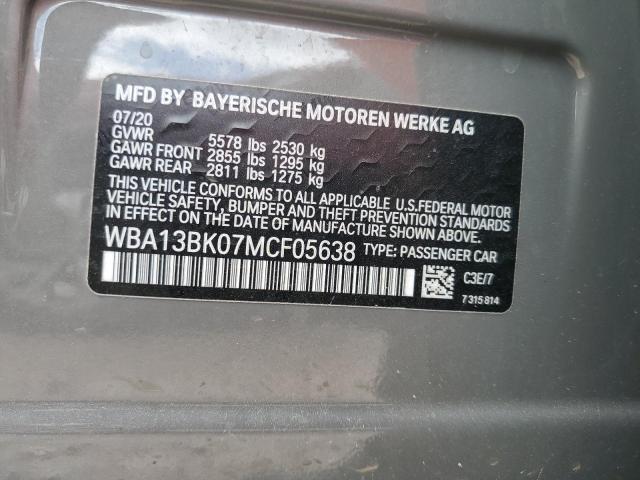 MFD BY BAYERISCHE MOTOREN WERKE AG
07/20
GVWR 5578 lbs 2530 kg
GAWR FRONT 2855 lbs 1295 kg
GAWR REAR 2811 lbs 1275 kg
THIS VEHICLE CONFORMS TO ALL APPLICABLE U.S.FEDERAL MOTOR
VEHICLE SAFETY, BUMPER AND THEFT PREVENTION STANDARDS
IN EFFECT ON THE DATE OF MANUFACTURE SHOWN ABOVE.
WBA13BK07MCF05638 TYPE: PASSENGER CAR
C3E/7
7315814